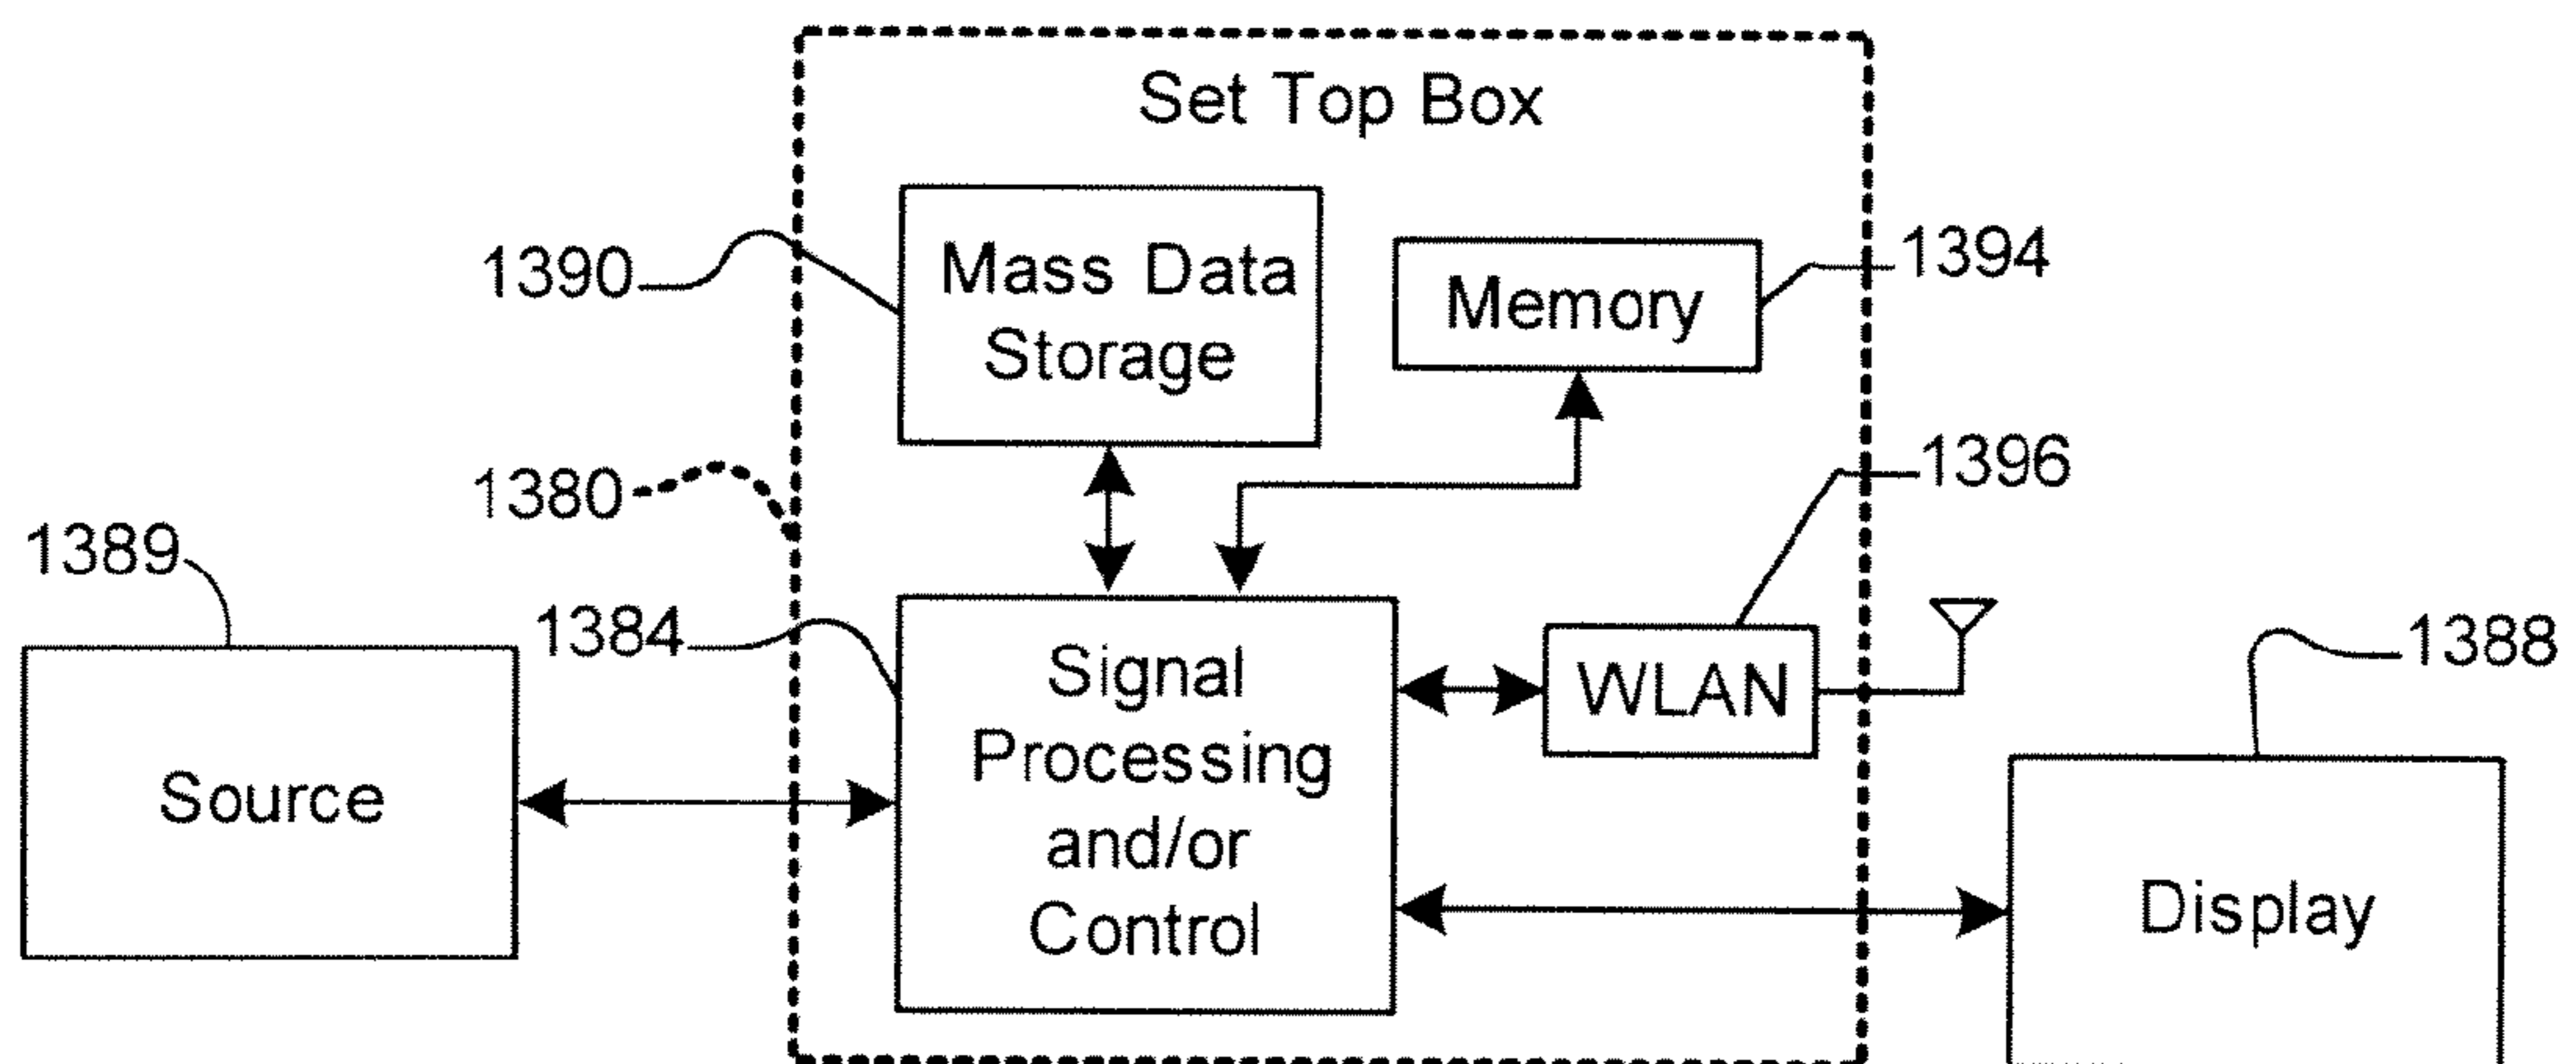 Set Top Box
1390
Mass Data
Storage
Memory
1394
1380
1396
1389
1384
Source
Signal
Processing
and/or
Control
WLAN
1388
Display